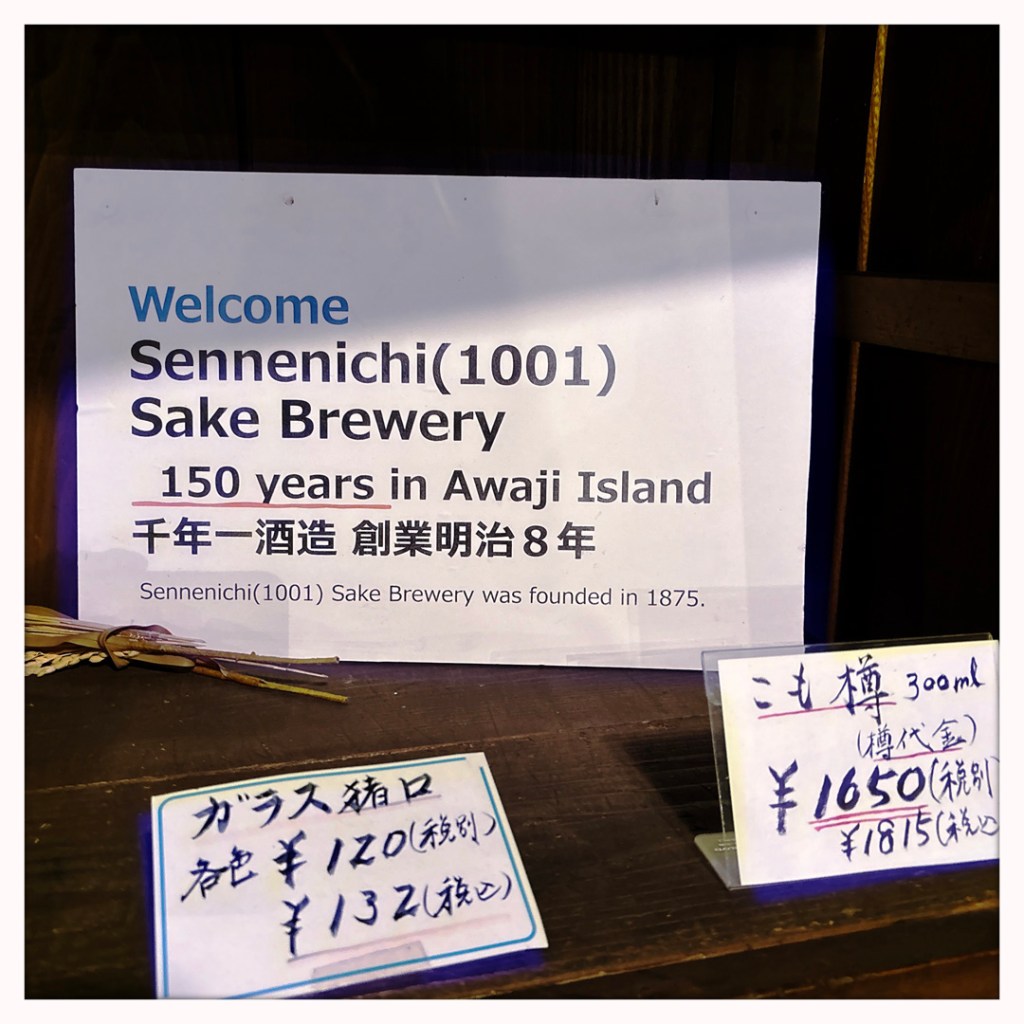 Welcome
Sennenichi(1001)
Sake Brewery
150 years in Awaji Island
千年一酒造 創業明治8年
Sennenichi(1001) Sake Brewery was founded in 1875.
こも樽 300ml
(樽代金)
¥1650(税別)
¥1815(税込
ガラス猪口
各色 ¥120(税別)
¥132(税込)